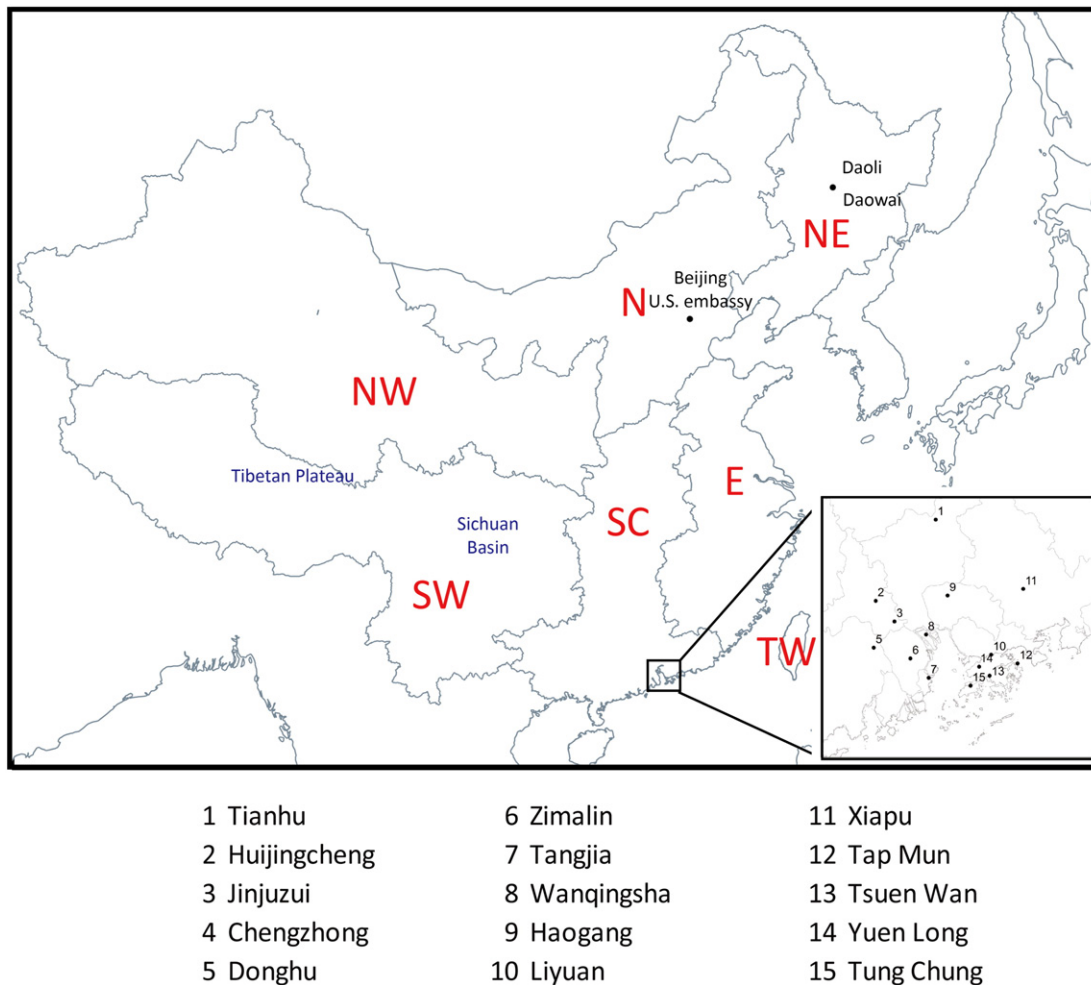 Daoli
Daowai
NE
Beijing
N
U.S. embassy
NW
Tibetan Plateau
E
SC
Sichuan
Basin
SW
TW
1
11
2
9
3
8
5
6
10
14
12
13
7
15
1 Tianhu
2 Huijingcheng
3 Jinjuzui
4 Chengzhong
5 Donghu
6 Zimalin
7 Tangjia
8 Wanqingsha
9 Haogang
10 Liyuan
11 Xiapu
12 Tap Mun
13 Tsuen Wan
14 Yuen Long
15 Tung Chung